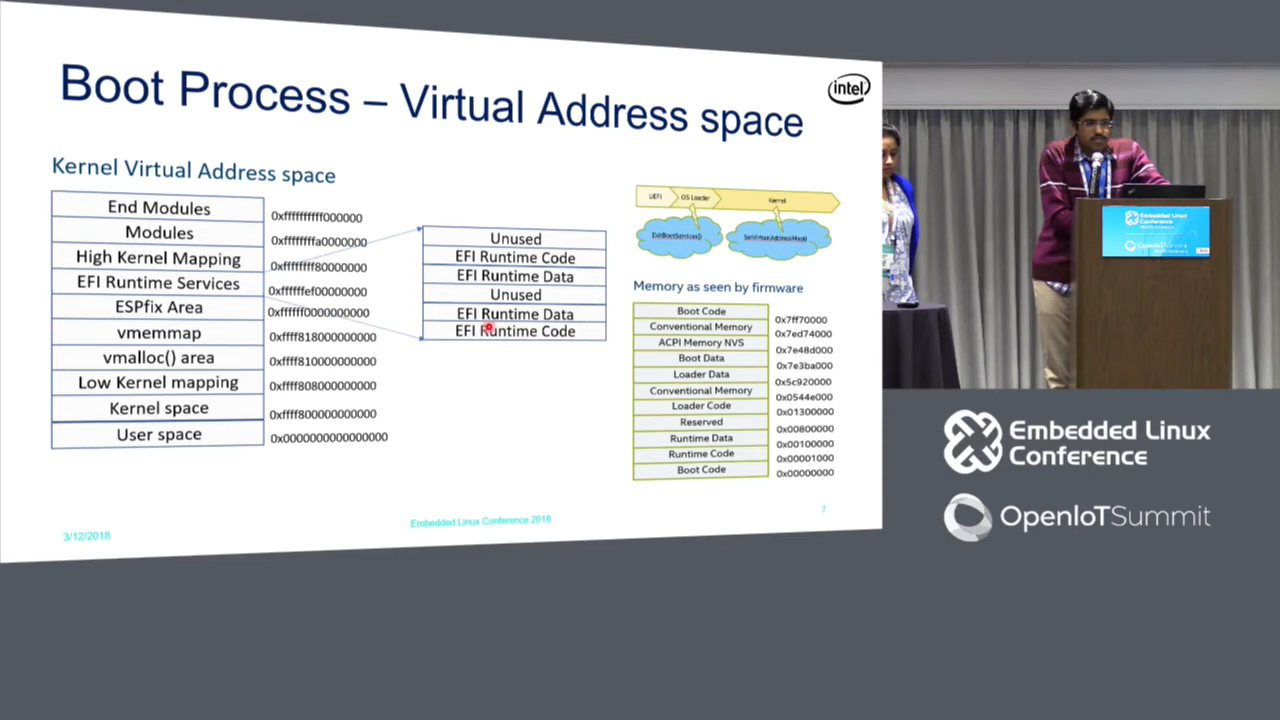 Boot Process – Virtual Address space
intel
Kernel Virtual Address space
End Modules
0xffffffffff000000
Modules
0xffffffffa0000000
High Kernel Mapping
0xffffffff80000000
EFI Runtime Services
0xffffffef00000000
ESPfix Area
0xffffff0000000000
vmemmap
0xffff818000000000
vmalloc() area
0xffff810000000000
Low Kernel mapping
0xffff808000000000
Kernel space
0xffff800000000000
User space
0x0000000000000000
Unused
EFI Runtime Code
EFI Runtime Data
Unused
EFI Runtime Data
EFI Runtime Code
UEFI
OS Loader
Kernel
ExitBootServices()
SetVirtualAddressMap()
Memory as seen by firmware
Boot Code
0x7ff70000
Conventional Memory
0x7ed74000
ACPI Memory NVS
0x7e48d000
Boot Data
0x7e3ba000
Loader Data
0x5c920000
Conventional Memory
0x0544e000
Loader Code
0x01300000
Reserved
0x00800000
Runtime Data
0x00100000
Runtime Code
0x00001000
Boot Code
0x00000000
3/12/2018
Embedded Linux Conference 2018
7
Embedded Linux
Conference
OpenIoTSummit
Embedded Linux
Conference
OpenIoTSummit